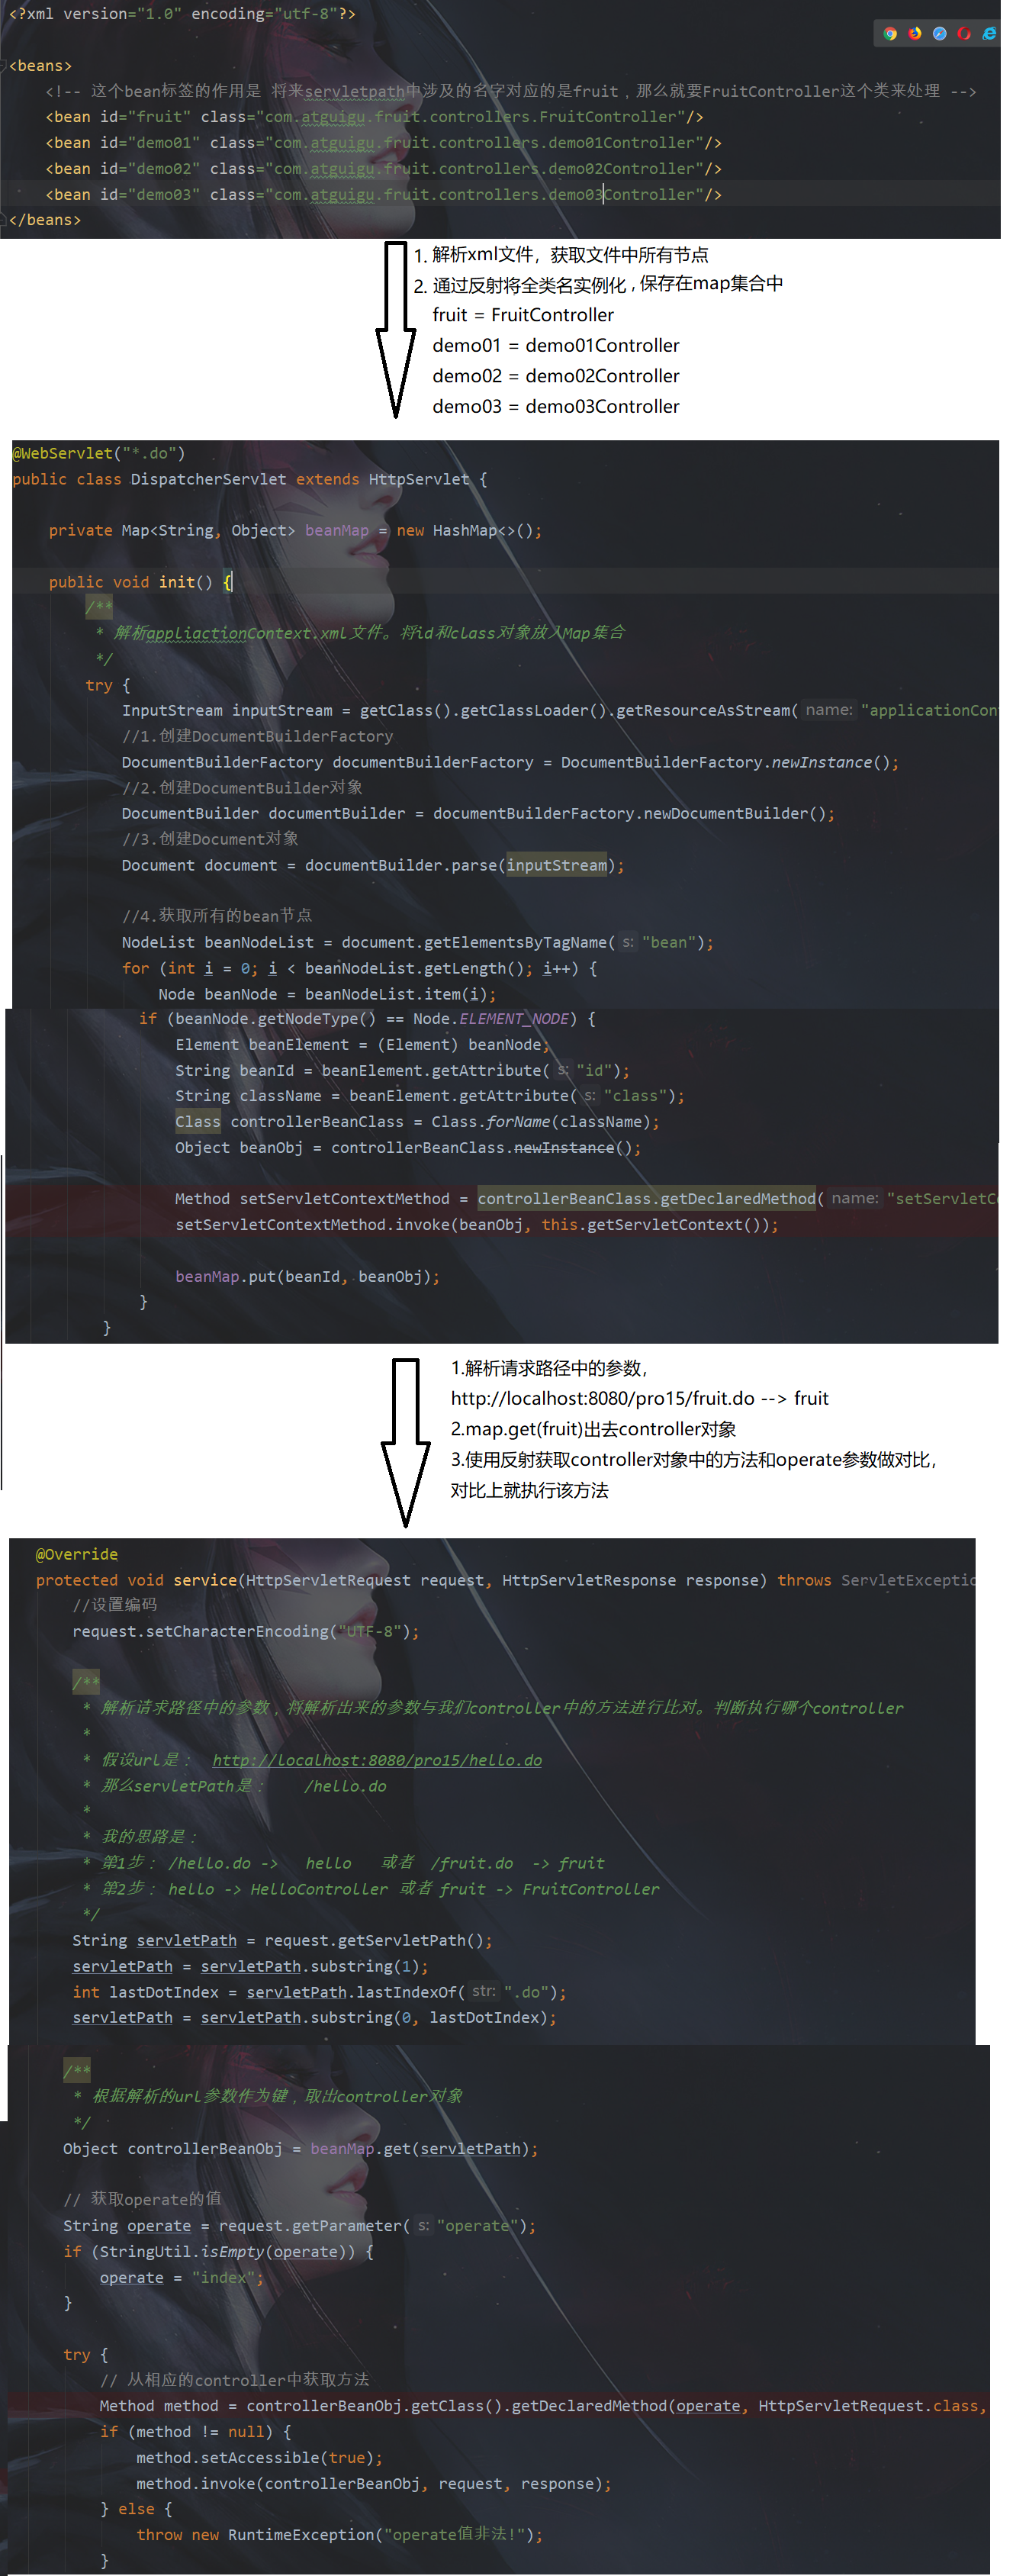 <?xml version="1.0" encoding="utf-8"?>
<beans>
<!-- 这个bean标签的作用是 将来servletpath中涉及的名字对应的是fruit，那么就要FruitController这个类来处理 -->
<bean id="fruit" class="com.atguigu.fruit.controllers.FruitController"/>
<bean id="demo01" class="com.atguigu.fruit.controllers.demo01Controller"/>
<bean id="demo02" class="com.atguigu.fruit.controllers.demo02Controller"/>
<bean id="demo03" class="com.atguigu.fruit.controllers.demo03Controller"/>
</beans>
1. 解析xml文件，获取文件中所有节点
2. 通过反射将全类名实例化，保存在map集合中
fruit = FruitController
demo01 = demo01Controller
demo02 = demo02Controller
demo03 = demo03Controller
@WebServlet("*.do")
public class DispatcherServlet extends HttpServlet {
private Map<String, Object> beanMap = new HashMap<>();
public void init() {
/**
* 解析appliactionContext.xml文件。将id和class对象放入Map集合
*/
try {
InputStream inputStream = getClass().getClassLoader().getResourceAsStream( name: "applicationCon
//1.创建DocumentBuilderFactory
DocumentBuilderFactory documentBuilderFactory = DocumentBuilderFactory.newInstance();
//2.创建DocumentBuilder对象
DocumentBuilder documentBuilder = documentBuilderFactory.newDocumentBuilder();
//3.创建Document对象
Document document = documentBuilder.parse(inputStream);
//4.获取所有的bean节点
NodeList beanNodeList = document.getElementsByTagName( s: "bean");
for (int i = 0; i < beanNodeList.getLength(); i++) {
Node beanNode = beanNodeList.item(i);
if (beanNode.getNodeType() == Node.ELEMENT_NODE) {
Element beanElement = (Element) beanNode;
String beanId = beanElement.getAttribute( s: "id");
String className = beanElement.getAttribute( s: "class");
Class controllerBeanClass = Class.forName(className);
Object beanObj = controllerBeanClass.newInstance();
Method setServletContextMethod = controllerBeanClass.getDeclaredMethod( name: "setServletCo
setServletContextMethod.invoke(beanObj, this.getServletContext());
beanMap.put(beanId, beanObj);
}
}
1.解析请求路径中的参数，
http://localhost:8080/pro15/fruit.do --> fruit
2.map.get(fruit)出去controller对象
3.使用反射获取controller对象中的方法和operate参数做对比，
对比上就执行该方法
@Override
protected void service(HttpServletRequest request, HttpServletResponse response) throws ServletExceptio
//设置编码
request.setCharacterEncoding("UTF-8");
/**
* 解析请求路径中的参数，将解析出来的参数与我们controller中的方法进行比对。判断执行哪个controller
*
* 假设url是： http://localhost:8080/pro15/hello.do
* 那么servletPath是： /hello.do
*
* 我的思路是：
* 第1步： /hello.do -> hello 或者 /fruit.do -> fruit
* 第2步： hello -> HelloController 或者 fruit -> FruitController
*/
String servletPath = request.getServletPath();
servletPath = servletPath.substring(1);
int lastDotIndex = servletPath.lastIndexOf( str: ".do");
servletPath = servletPath.substring(0, lastDotIndex);
/**
* 根据解析的url参数作为键，取出controller对象
*/
Object controllerBeanObj = beanMap.get(servletPath);
// 获取operate的值
String operate = request.getParameter( s: "operate");
if (StringUtil.isEmpty(operate)) {
operate = "index";
}
try {
// 从相应的controller中获取方法
Method method = controllerBeanObj.getClass().getDeclaredMethod(operate, HttpServletRequest.class,
if (method != null) {
method.setAccessible(true);
method.invoke(controllerBeanObj, request, response);
} else {
throw new RuntimeException("operate值非法!");
}